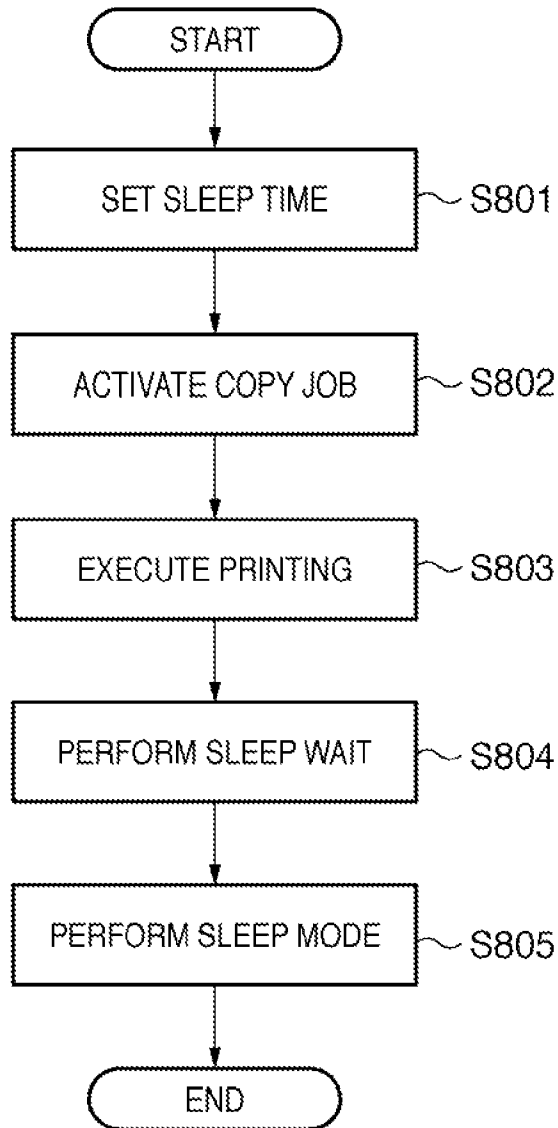 START
SET SLEEP TIME
S801
ACTIVATE COPY JOB
S802
EXECUTE PRINTING
S803
PERFORM SLEEP WAIT
S804
PERFORM SLEEP MODE
S805
END